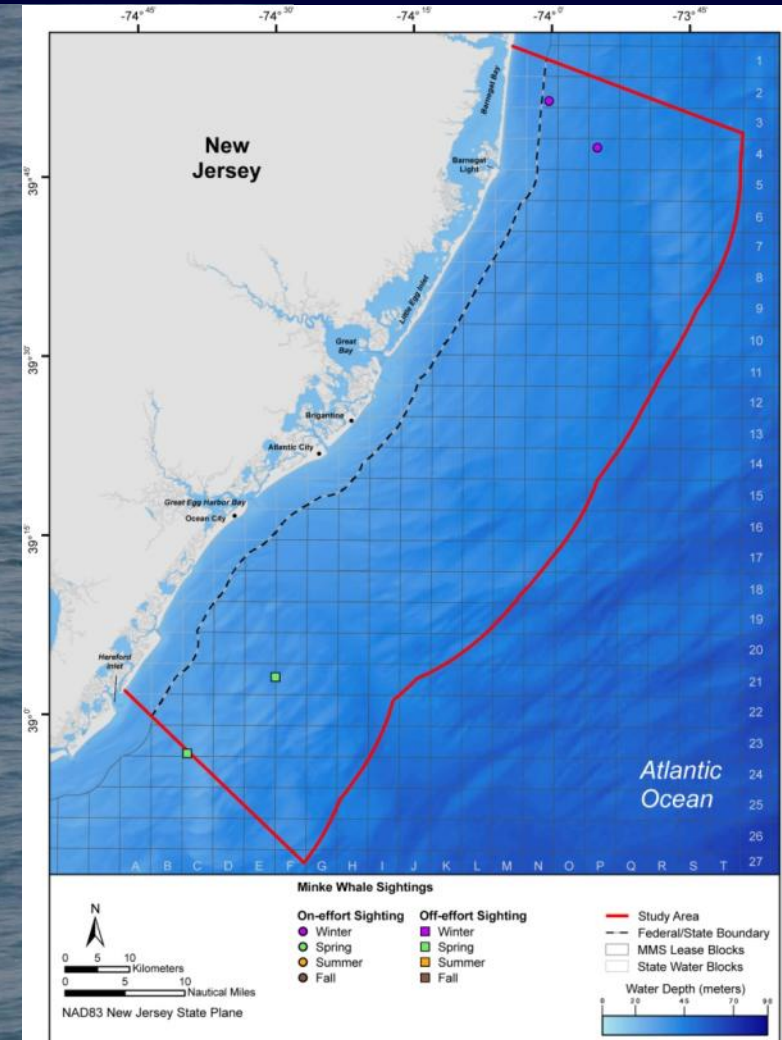 -74° 45'
-74° 30'
-74° 15'
-74° 0'
-73° 45'
39° 45'
39° 30'
39° 15'
39° 0'
New
Jersey
Barnegat Bay
Barnegat
Light
Little Egg Inlet
Great
Bay
Brigantine
Atlantic City
Great Egg Harbor Bay
Ocean City
Hereford
Inlet
Atlantic
Ocean
1
2
3
4
5
6
7
8
9
10
11
12
13
14
15
16
17
18
19
20
21
22
23
24
25
26
27
A B C D E F G H I J K L M N O P Q R S T
Minke Whale Sightings
N
0 5 10
Kilometers
0 5 10
Nautical Miles
NAD83 New Jersey State Plane
On-effort Sighting
Winter
Spring
Summer
Fall
Off-effort Sighting
Winter
Spring
Summer
Fall
Study Area
Federal/State Boundary
MMS Lease Blocks
State Water Blocks
Water Depth (meters)
0 20 45 70 90